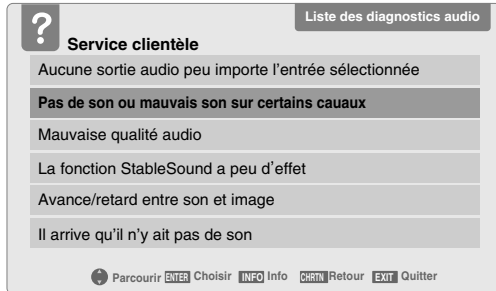 Liste des diagnostics audio
?
Service clientèle
Aucune sortie audio peu importe l'entrée sélectionnée
Pas de son ou mauvais son sur certains cauaux
Mauvaise qualité audio
La fonction StableSound a peu d'effet
Avance/retard entre son et image
Il arrive qu'il n'y ait pas de son
Parcourir ENTER Choisir INFO Info CHRTN Retour EXIT Quitter